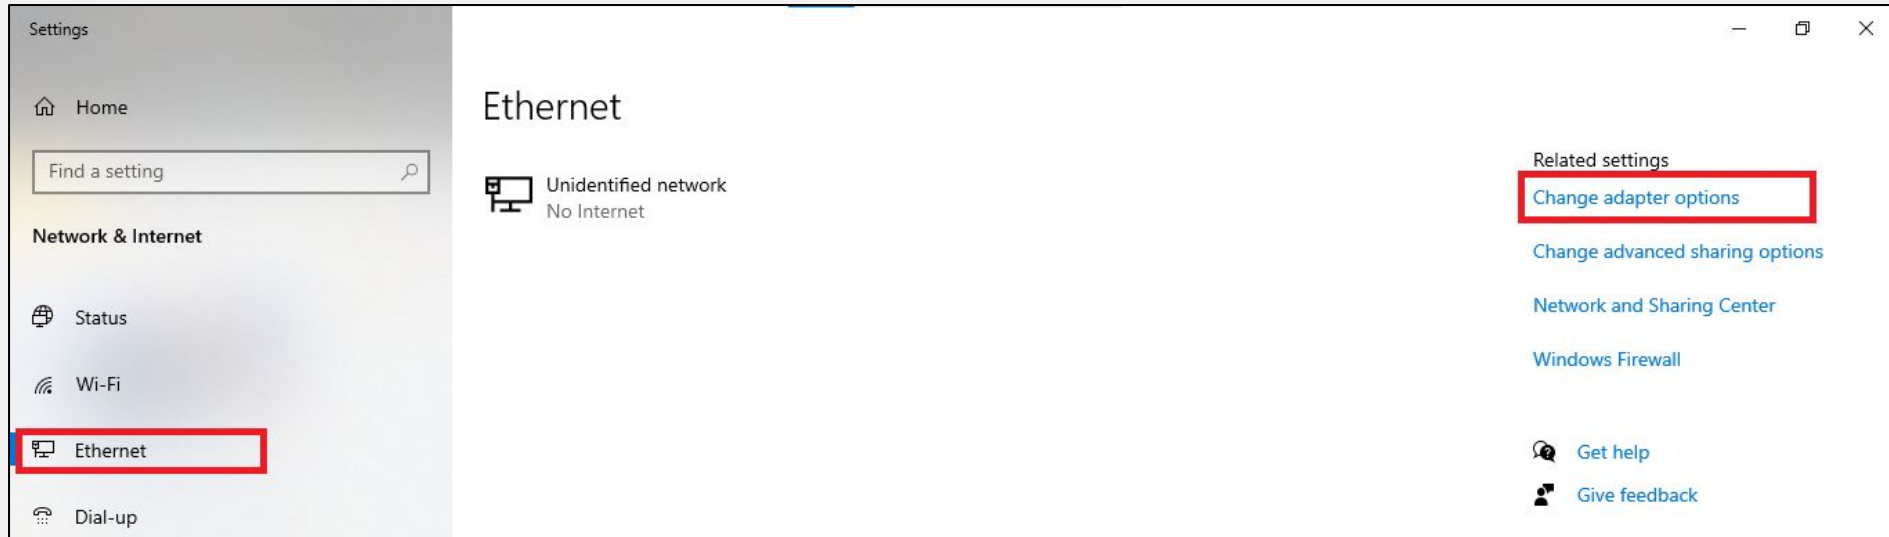 Settings
Home
Find a setting
Network & Internet
Status
Wi-Fi
Ethernet
Dial-up
Ethernet
Unidentified network
No Internet
Related settings
Change adapter options
Change advanced sharing options
Network and Sharing Center
Windows Firewall
Get help
Give feedback